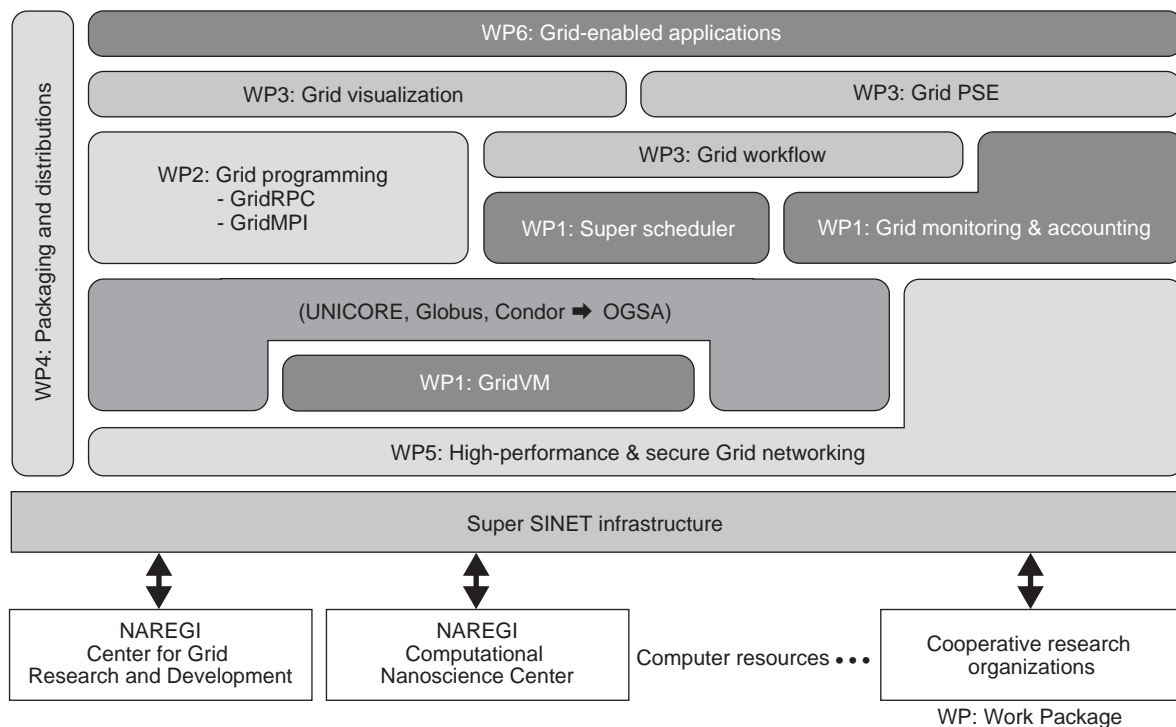 WP4: Packaging and distributions
WP6: Grid-enabled applications
WP3: Grid visualization
WP3: Grid PSE
WP2: Grid programming
- GridRPC
- GridMPI
WP3: Grid workflow
WP1: Super scheduler
WP1: Grid monitoring & accounting
(UNICORE, Globus, Condor ➡ OGSA)
WP1: GridVM
WP5: High-performance & secure Grid networking
Super SINET infrastructure
NAREGI
Center for Grid
Research and Development
NAREGI
Computational
Nanoscience Center
Computer resources •••
Cooperative research
organizations
WP: Work Package